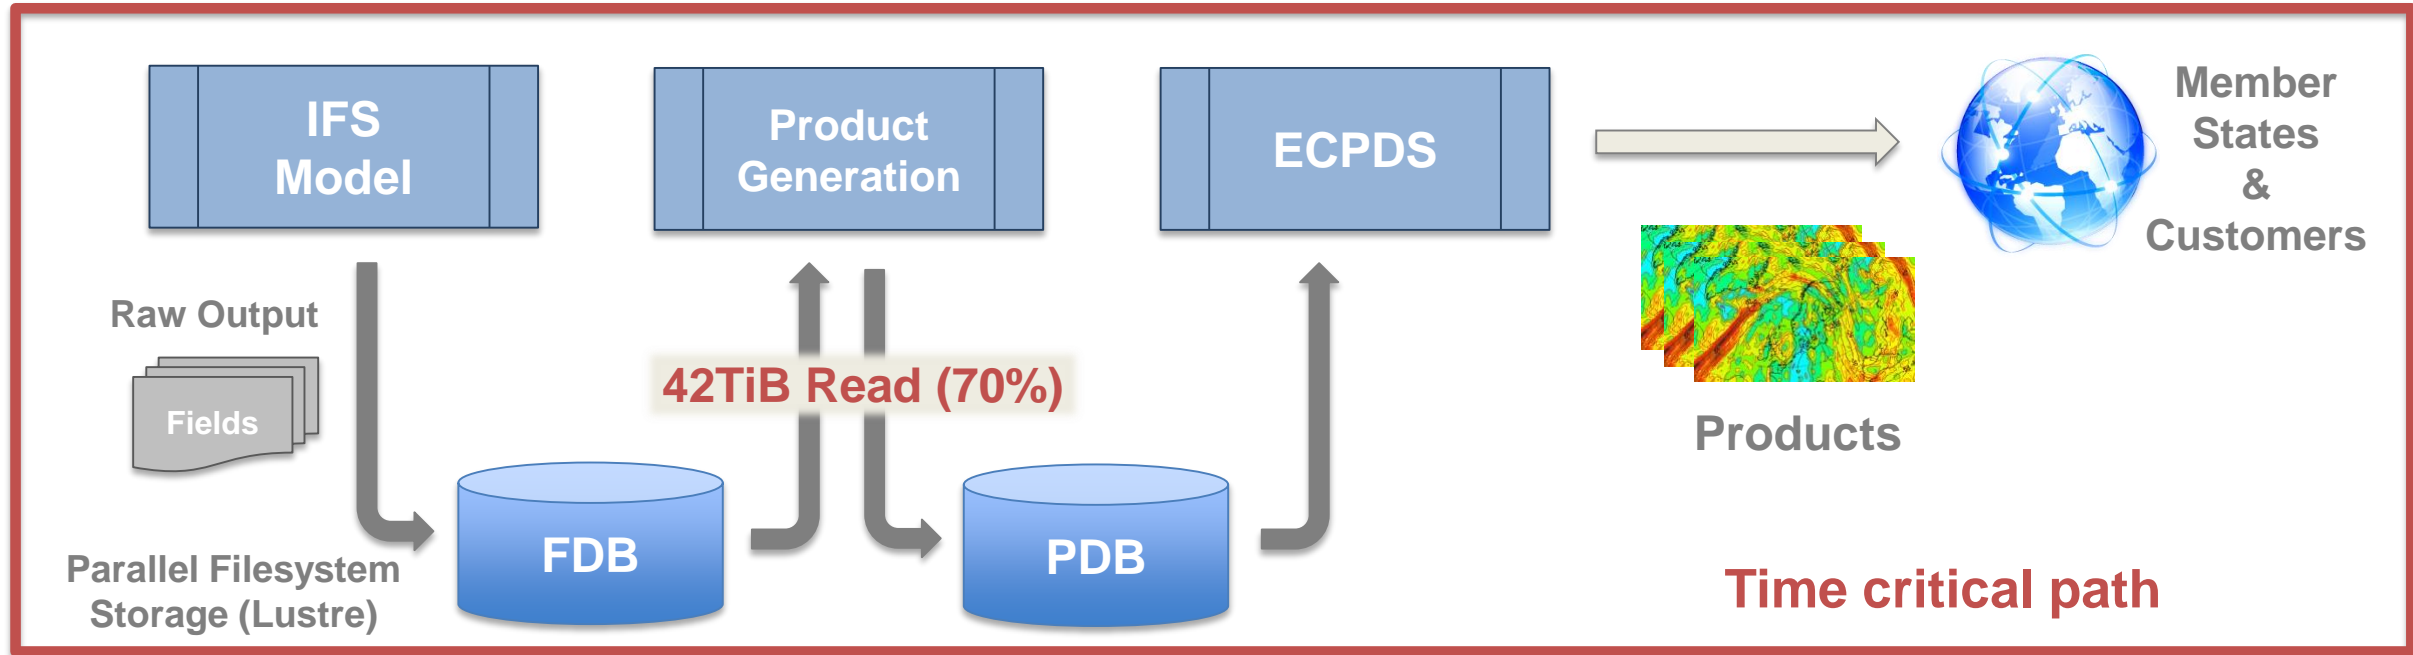 IFS
Model
Product
Generation
ECPDS
Member
States
&
Customers
Raw Output
Fields
42TiB Read (70%)
Products
FDB
PDB
Parallel Filesystem
Storage (Lustre)
Time critical path